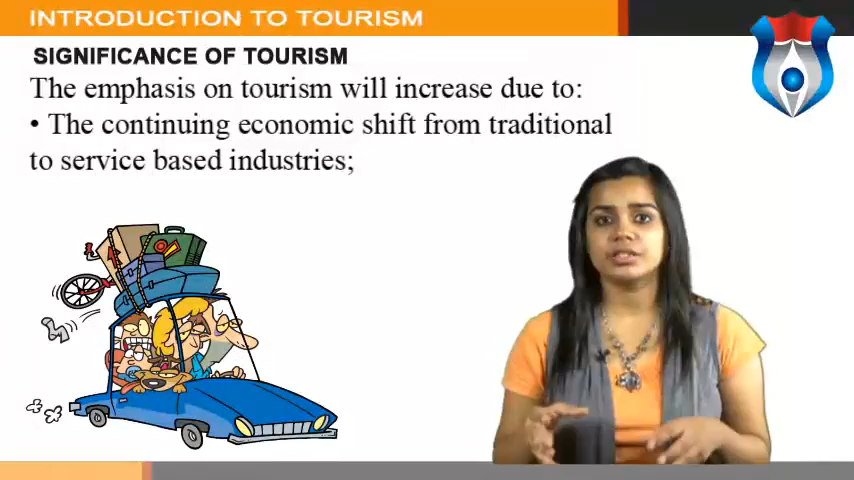 INTRODUCTION TO TOURISM
SIGNIFICANCE OF TOURISM
The emphasis on tourism will increase due to:
• The continuing economic shift from traditional
to service based industries;